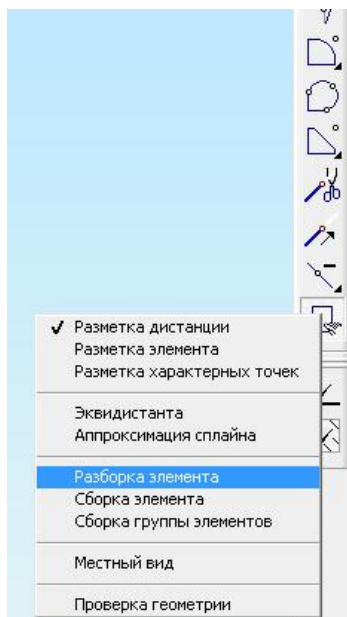 Разметка дистанции
Разметка элемента
Разметка характерных точек
Эквидистанта
Аппроксимация сплайна
Разборка элемента
Сборка элемента
Сборка группы элементов
Местный вид
Проверка геометрии